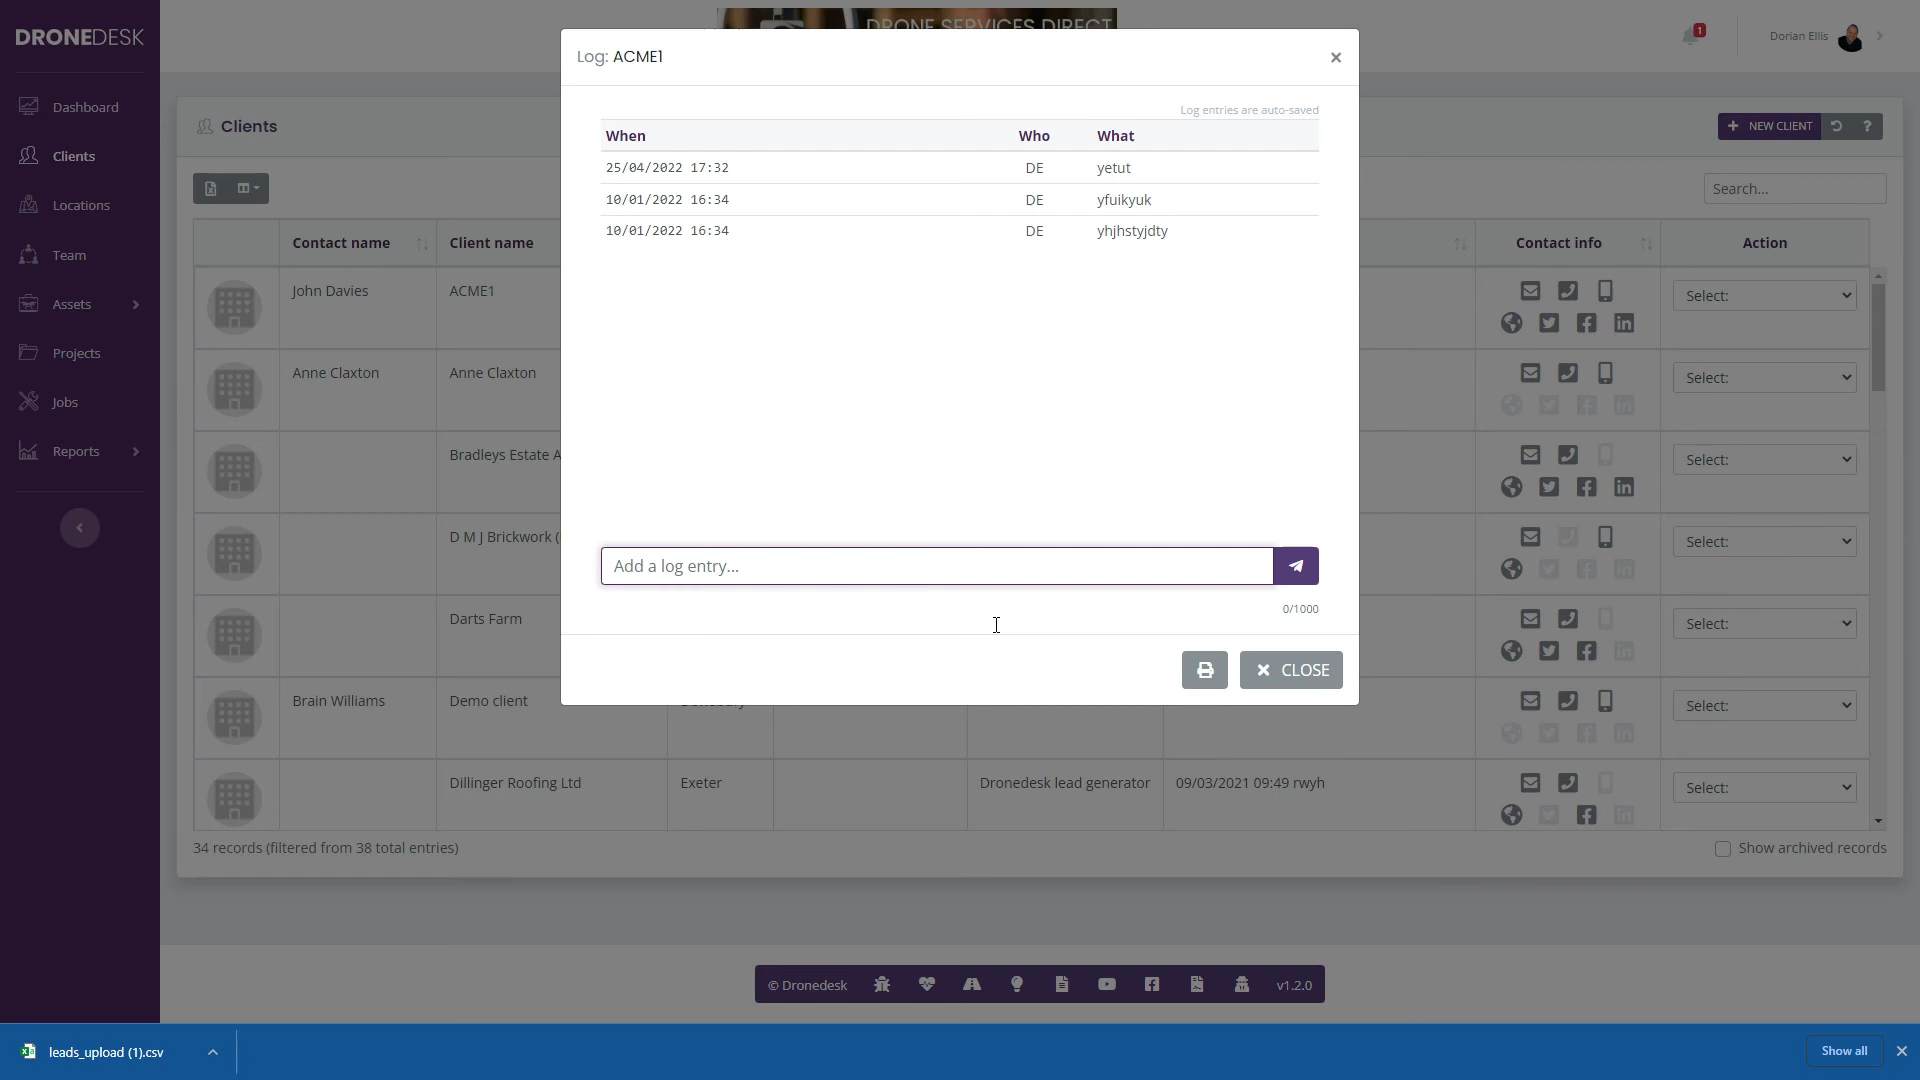 DRONE SERVICES DIRECT
DRONEDESK
Dashboard
Clients
Locations
Team
Assets
Projects
Jobs
Reports
1
Dorian Ellis
Clients
NEW CLIENT
?
Search...
Contact name
Client name
Contact info
Action
John Davies
ACME1
Select:
Anne Claxton
Anne Claxton
Select:
Bradleys Estate A
Select:
D M J Brickwork (
Select:
Darts Farm
Select:
Brain Williams
Demo client
Select:
Dillinger Roofing Ltd
Exeter
Dronedesk lead generator
09/03/2021 09:49 rwyh
Select:
34 records (filtered from 38 total entries)
Show archived records
Log: ACME1
×
Log entries are auto-saved
When Who What
25/04/2022 17:32 DE yetut
10/01/2022 16:34 DE yfuikyuk
10/01/2022 16:34 DE yhjhstyjdty
Add a log entry...
0/1000
CLOSE
© Dronedesk
v1.2.0
leads_upload (1).csv
Show all